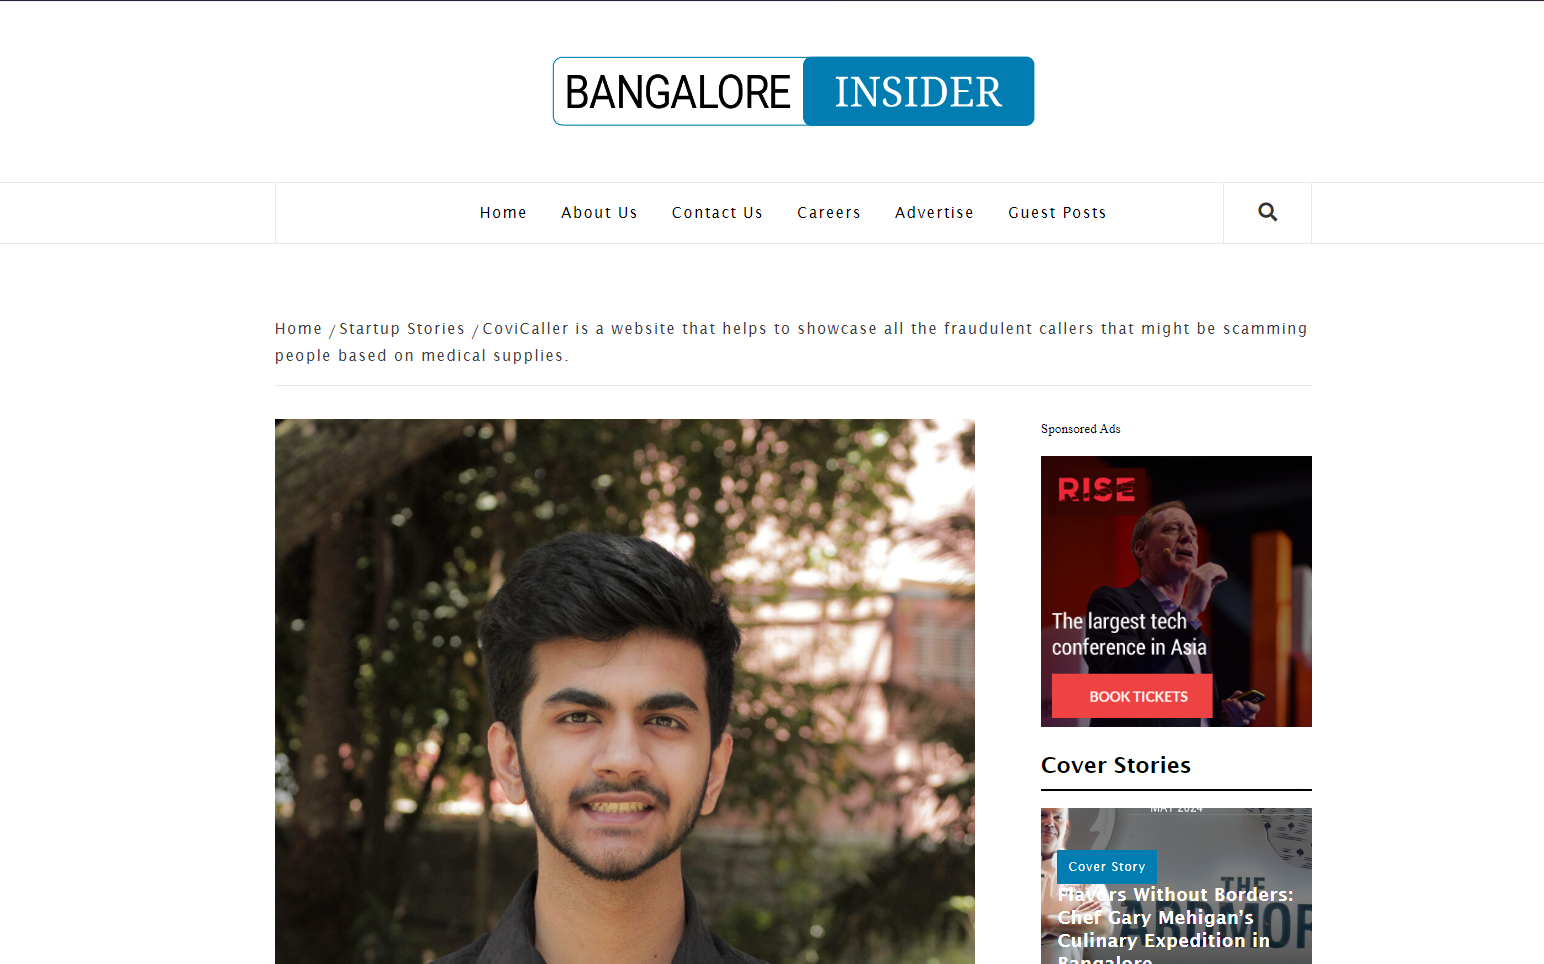 BANGALORE INSIDER
Home About Us Contact Us Careers Advertise Guest Posts
Home / Startup Stories / CoviCaller is a website that helps to showcase all the fraudulent callers that might be scamming
people based on medical supplies.
Sponsored Ads
RISE
The largest tech
conference in Asia
BOOK TICKETS
Cover Stories
MAY 2024
Cover Story
THE
ARDMOR
Flavors Without Borders:
Chef Gary Mehigan’s
Culinary Expedition in
Bangalore